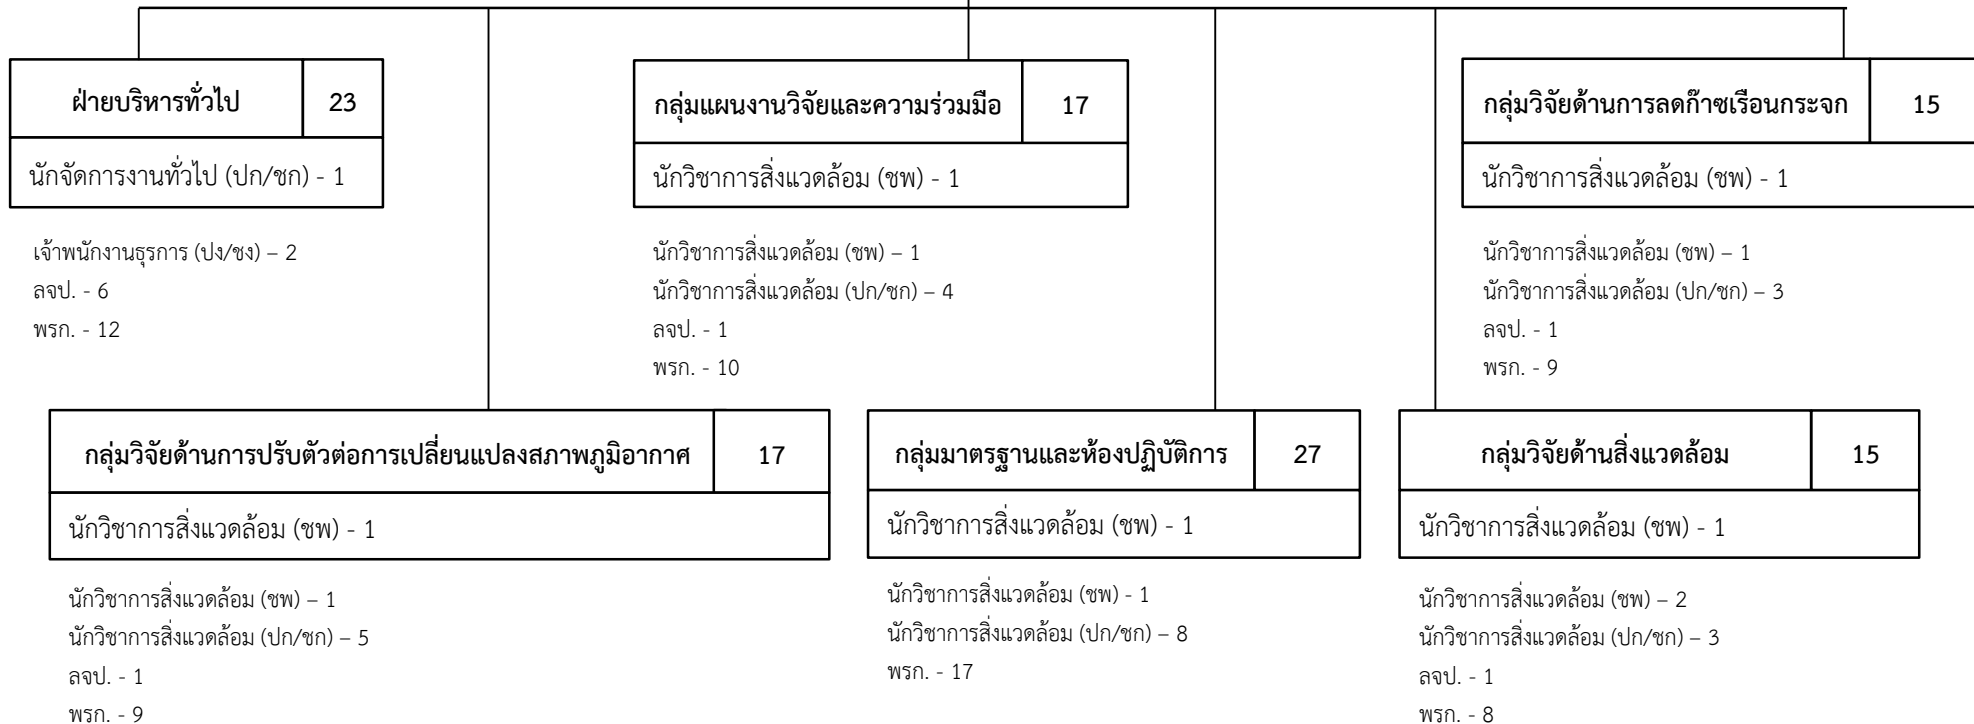 ฝ่ายบริหารทั่วไป 23
นักจัดการงานทั่วไป (ปก/ชก) - 1
เจ้าพนักงานธุรการ (ปง/ชง) – 2
ลจป. - 6
พรก. - 12
กลุ่มแผนงานวิจัยและความร่วมมือ 17
นักวิชาการสิ่งแวดล้อม (ชพ) - 1
นักวิชาการสิ่งแวดล้อม (ชพ) – 1
นักวิชาการสิ่งแวดล้อม (ปก/ชก) – 4
ลจป. - 1
พรก. - 10
กลุ่มวิจัยด้านการลดก๊าซเรือนกระจก 15
นักวิชาการสิ่งแวดล้อม (ชพ) - 1
นักวิชาการสิ่งแวดล้อม (ชพ) – 1
นักวิชาการสิ่งแวดล้อม (ปก/ชก) – 3
ลจป. - 1
พรก. - 9
กลุ่มวิจัยด้านการปรับตัวต่อการเปลี่ยนแปลงสภาพภูมิอากาศ 17
นักวิชาการสิ่งแวดล้อม (ชพ) - 1
นักวิชาการสิ่งแวดล้อม (ชพ) – 1
นักวิชาการสิ่งแวดล้อม (ปก/ชก) – 5
ลจป. - 1
พรก. - 9
กลุ่มมาตรฐานและห้องปฏิบัติการ 27
นักวิชาการสิ่งแวดล้อม (ชพ) - 1
นักวิชาการสิ่งแวดล้อม (ชพ) - 1
นักวิชาการสิ่งแวดล้อม (ปก/ชก) – 8
พรก. - 17
กลุ่มวิจัยด้านสิ่งแวดล้อม 15
นักวิชาการสิ่งแวดล้อม (ชพ) - 1
นักวิชาการสิ่งแวดล้อม (ชพ) – 2
นักวิชาการสิ่งแวดล้อม (ปก/ชก) – 3
ลจป. - 1
พรก. - 8